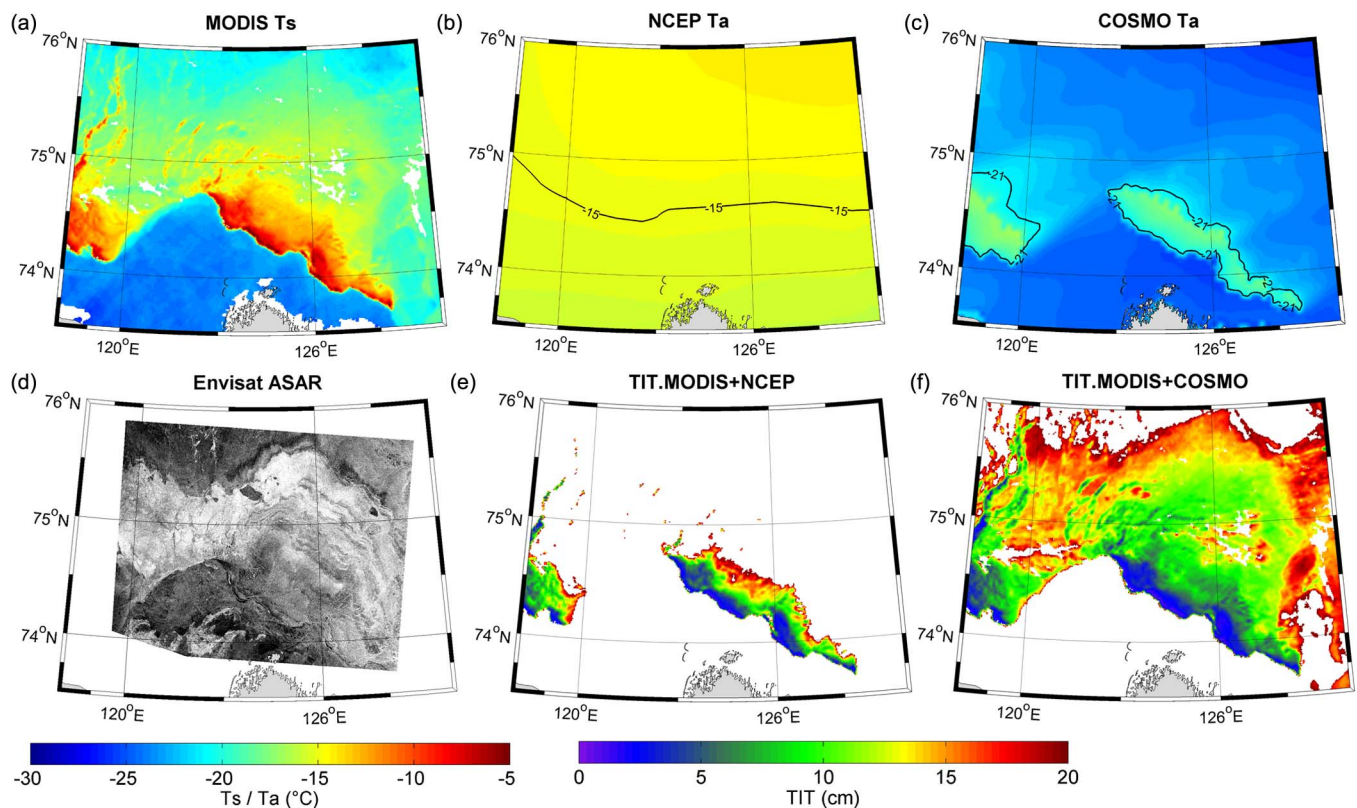 (a) MODIS Ts
76°N
75°N
74°N
120°E 126°E
(b) NCEP Ta
76°N
75°N
74°N
-15 -15 -15
120°E 126°E
(c) COSMO Ta
76°N
75°N
74°N
-21 -21 -21 -21
120°E 126°E
(d) Envisat ASAR
76°N
75°N
74°N
120°E 126°E
(e) TIT.MODIS+NCEP
76°N
75°N
74°N
120°E 126°E
(f) TIT.MODIS+COSMO
76°N
75°N
74°N
120°E 126°E
-30 -25 -20 -15 -10 -5
Ts / Ta (°C)
0 5 10 15 20
TIT (cm)